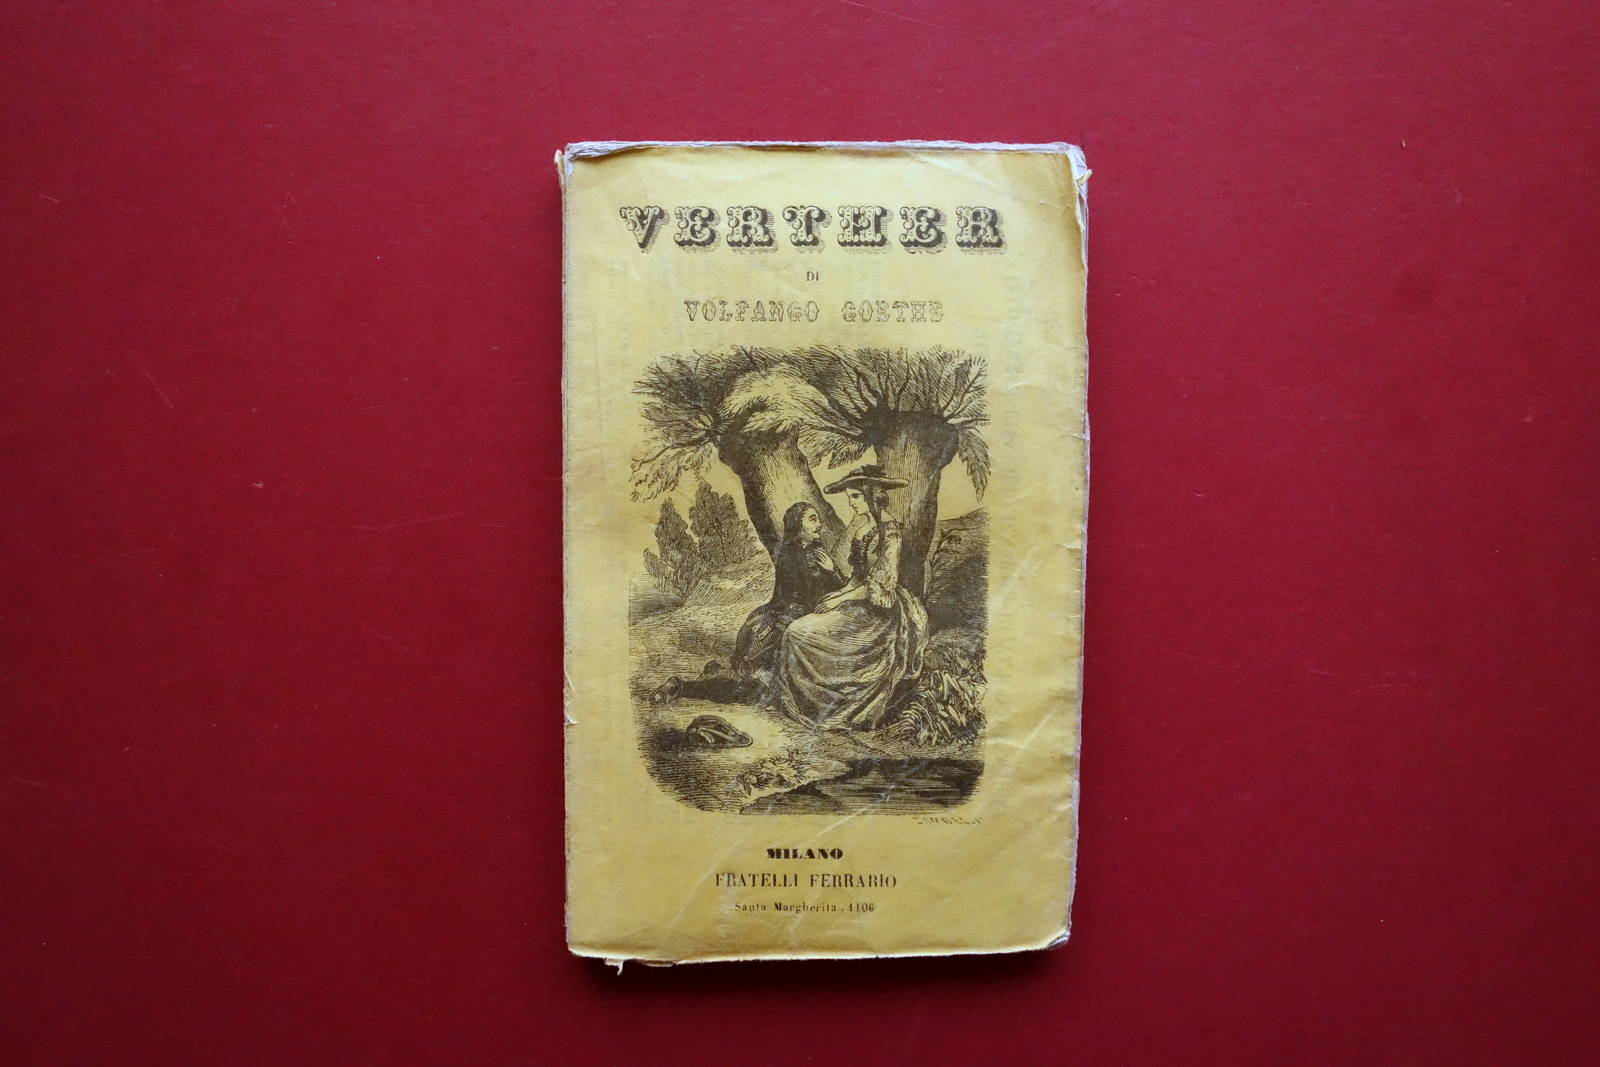 VERTHER
DI
VOLFANGO GOETHE
MILANO
FRATELLI FERRARIO
Santa Margherita. 1106